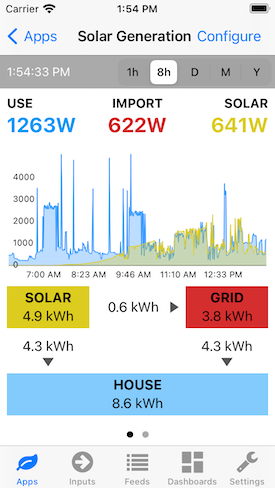 Carrier 1:54 PM
Apps Solar Generation Configure
1:54:33 PM 1h 8h D M Y
USE IMPORT SOLAR
1263W 622W 641W
4000
3000
2000
1000
0
7:00 AM 8:23 AM 9:46 AM 11:10 AM 12:33 PM
SOLAR 0.6 kWh GRID
4.9 kWh 3.8 kWh
4.3 kWh 4.3 kWh
HOUSE
8.6 kWh
Apps Inputs Feeds Dashboards Settings